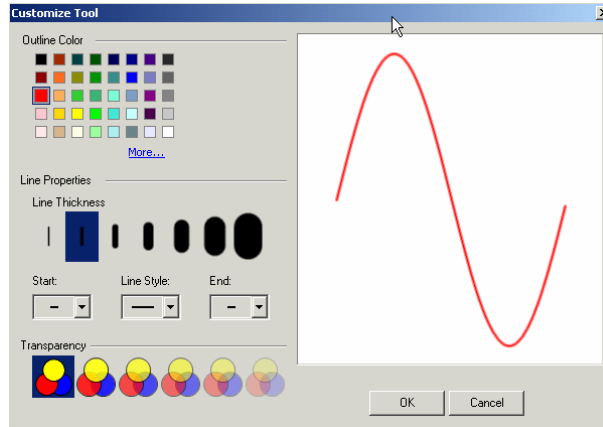 Customize Tool
Outline Color
More...
Line Properties
Line Thickness
Start: Line Style: End:
Transparency
OK Cancel